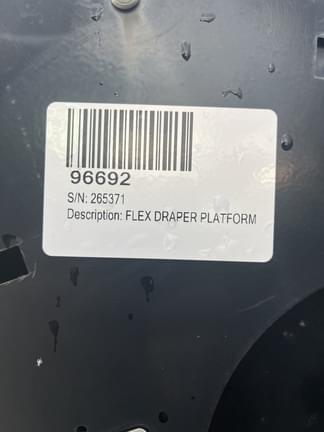 96692
S/N: 265371
Description: FLEX DRAPER PLATFORM